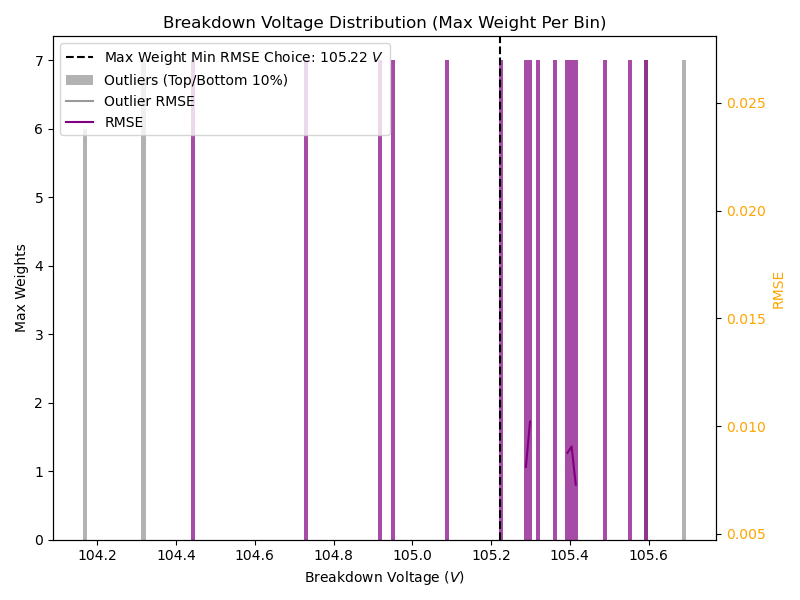 Breakdown Voltage Distribution (Max Weight Per Bin)
Max Weight Min RMSE Choice: 105.22 V
Outliers (Top/Bottom 10%)
Outlier RMSE
RMSE
7
6
5
4
3
2
1
0
Max Weights
0.025
0.020
0.015
0.010
0.005
RMSE
104.2 104.4 104.6 104.8 105.0 105.2 105.4 105.6
Breakdown Voltage (V)